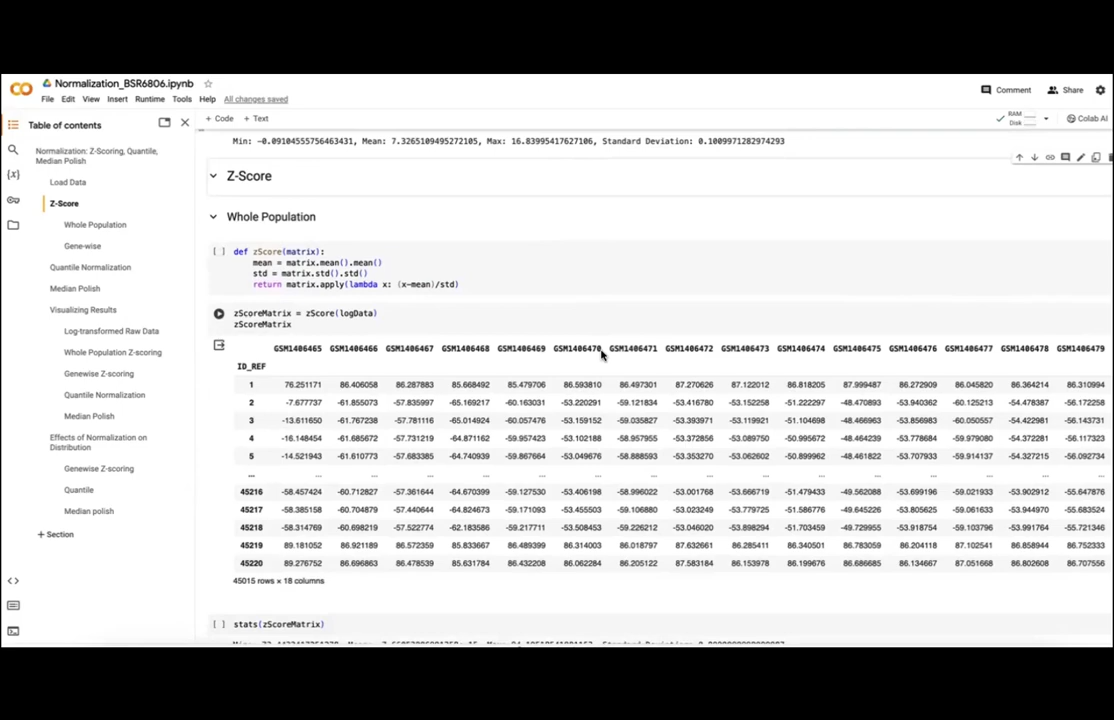 Normalization_BSR6806.ipynb
File Edit View Insert Runtime Tools Help All changes saved
Comment Share
+ Code + Text
RAM
Disk
Colab AI
Table of contents
Normalization: Z-Scoring, Quantile,
Median Polish
Load Data
Z-Score
Whole Population
Gene-wise
Quantile Normalization
Median Polish
Visualizing Results
Log-transformed Raw Data
Whole Population Z-scoring
Genewise Z-scoring
Quantile Normalization
Median Polish
Effects of Normalization on
Distribution
Genewise Z-scoring
Quantile
Median polish
+ Section
Min: -0.09104555756463431, Mean: 7.3265109495272105, Max: 16.83995417627106, Standard Deviation: 0.1009971282974293
Z-Score
Whole Population
[ ] def zScore(matrix):
mean = matrix.mean().mean()
std = matrix.std().std()
return matrix.apply(lambda x: (x-mean)/std)
zScoreMatrix = zScore(logData)
zScoreMatrix
GSM1406465 GSM1406466 GSM1406467 GSM1406468 GSM1406469 GSM1406470 GSM1406471 GSM1406472 GSM1406473 GSM1406474 GSM1406475 GSM1406476 GSM1406477 GSM1406478 GSM1406479
ID_REF
1 76.251171 86.406058 86.287883 85.668492 85.479706 86.593810 86.497301 87.270626 87.122012 86.818205 87.999487 86.272909 86.045820 86.364214 86.310994
2 -7.677737 -61.855073 -57.835997 -65.169217 -60.163031 -53.220291 -59.121834 -53.416780 -53.152258 -51.222297 -48.470893 -53.940362 -60.125213 -54.478387 -56.172258
3 -13.611650 -61.767238 -57.781116 -65.014924 -60.057476 -53.159152 -59.035827 -53.393971 -53.119921 -51.104698 -48.466963 -53.856983 -60.050557 -54.422981 -56.143731
4 -16.148454 -61.685672 -57.731219 -64.871162 -59.957423 -53.102188 -58.957955 -53.372856 -53.089750 -50.995672 -48.464239 -53.778684 -59.979080 -54.372281 -56.117323
5 -14.521943 -61.610773 -57.683385 -64.740939 -59.867664 -53.049676 -58.888593 -53.353270 -53.062602 -50.899962 -48.461822 -53.707933 -59.914137 -54.327215 -56.092734
... ... ... ... ... ... ... ... ... ... ... ... ... ... ... ...
45216 -58.457424 -60.712827 -57.361644 -64.670399 -59.127530 -53.406198 -58.996022 -53.001768 -53.666719 -51.479433 -49.562088 -53.699196 -59.021933 -53.902912 -55.647876
45217 -58.385158 -60.704879 -57.440644 -64.824673 -59.171093 -53.455503 -59.106880 -53.023249 -53.779725 -51.586776 -49.645226 -53.805625 -59.061633 -53.944970 -55.683524
45218 -58.314769 -60.698219 -57.522774 -62.183586 -59.217711 -53.508453 -59.226212 -53.046020 -53.898294 -51.703459 -49.729955 -53.918754 -59.103796 -53.991764 -55.721346
45219 89.181052 86.921189 86.572359 85.833667 86.489399 86.314003 86.018797 87.632661 86.285411 86.340501 86.783059 86.204118 87.102541 86.858944 86.752333
45220 89.276752 86.696863 86.478539 85.631784 86.432208 86.062284 86.205122 87.583184 86.153978 86.199676 86.686685 86.134667 87.051668 86.802608 86.707556
45015 rows × 18 columns
[ ] stats(zScoreMatrix)